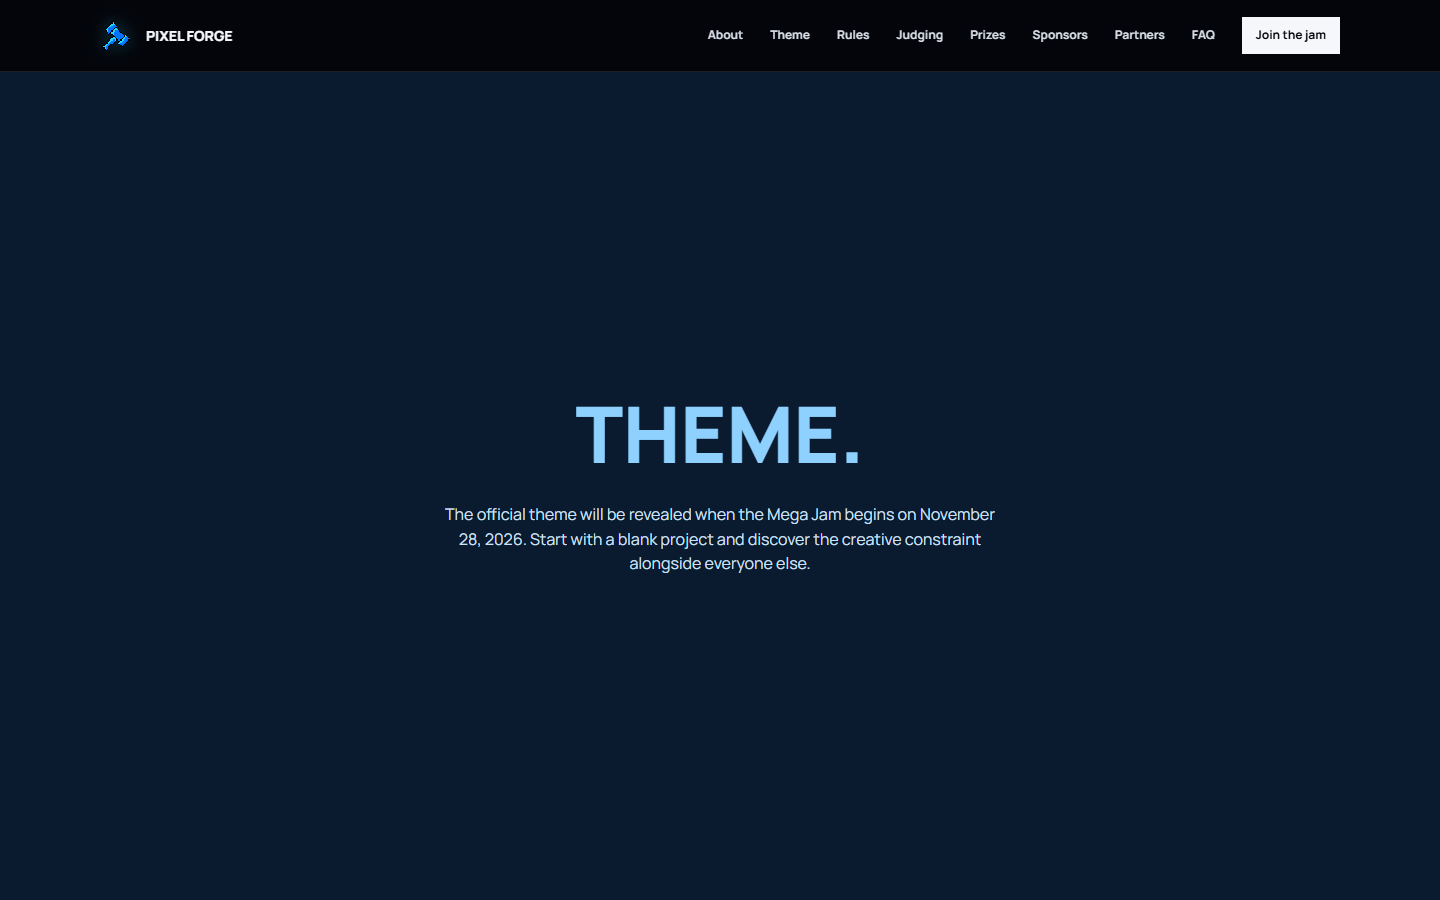 PIXEL FORGE
About Theme Rules Judging Prizes Sponsors Partners FAQ Join the jam
THEME.
The official theme will be revealed when the Mega Jam begins on November
28, 2026. Start with a blank project and discover the creative constraint
alongside everyone else.